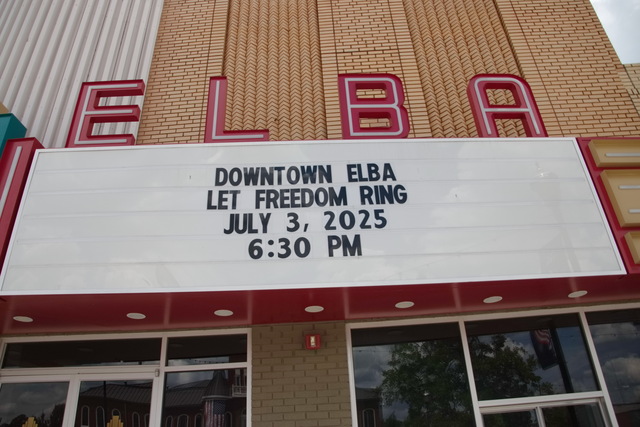 ELBA
DOWNTOWN ELBA
LET FREEDOM RING
JULY 3, 2025
6:30 PM